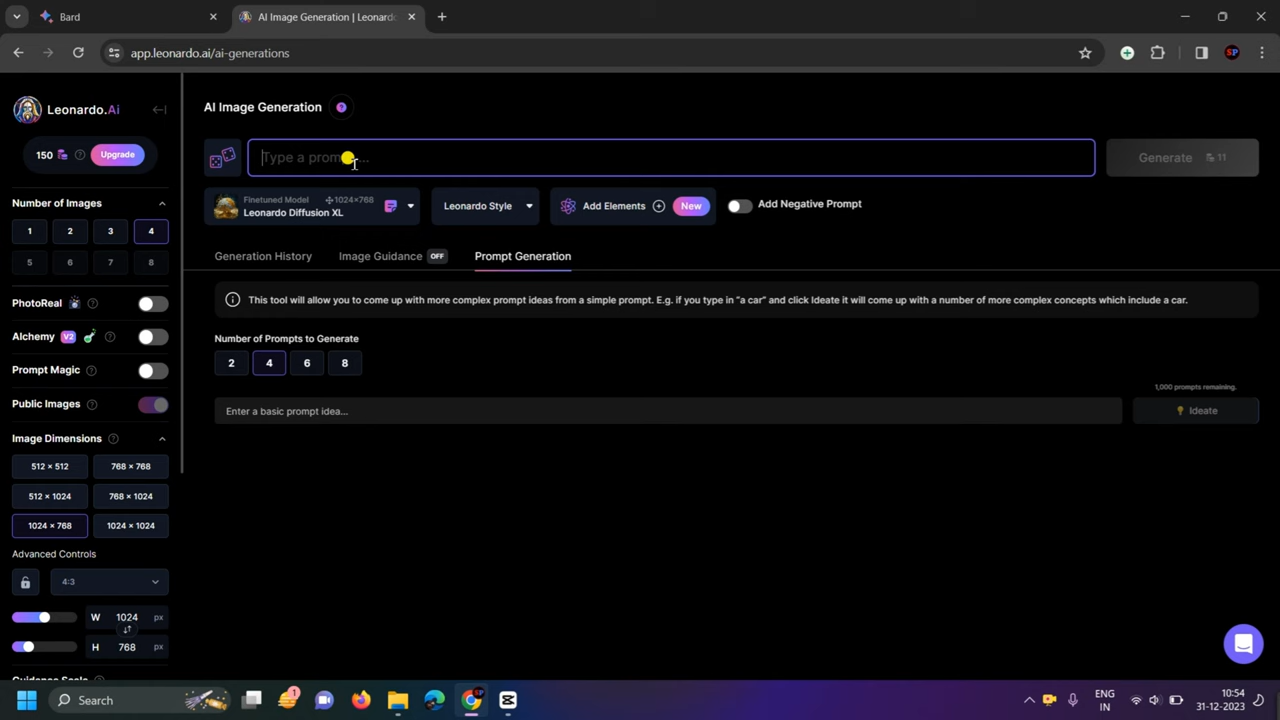 Bard
AI Image Generation | Leonardo
app.leonardo.ai/ai-generations
SP
Leonardo.Ai
150
Upgrade
Number of Images
1 2 3 4
5 6 7 8
PhotoReal
Alchemy V2
Prompt Magic
Public Images
Image Dimensions
512 × 512 768 × 768
512 × 1024 768 × 1024
1024 × 768 1024 × 1024
Advanced Controls
4:3
W 1024 px
H 768 px
Guidance Scale
AI Image Generation ?
Type a prom...
Generate 11
Finetuned Model 1024×768
Leonardo Diffusion XL
Leonardo Style
Add Elements
New
Add Negative Prompt
Generation History
Image Guidance OFF
Prompt Generation
This tool will allow you to come up with more complex prompt ideas from a simple prompt. E.g. if you type in "a car" and click Ideate it will come up with a number of more complex concepts which include a car.
Number of Prompts to Generate
2 4 6 8
1,000 prompts remaining.
Enter a basic prompt idea...
Ideate
Search
1
SP
ENG
IN
10:54
31-12-2023